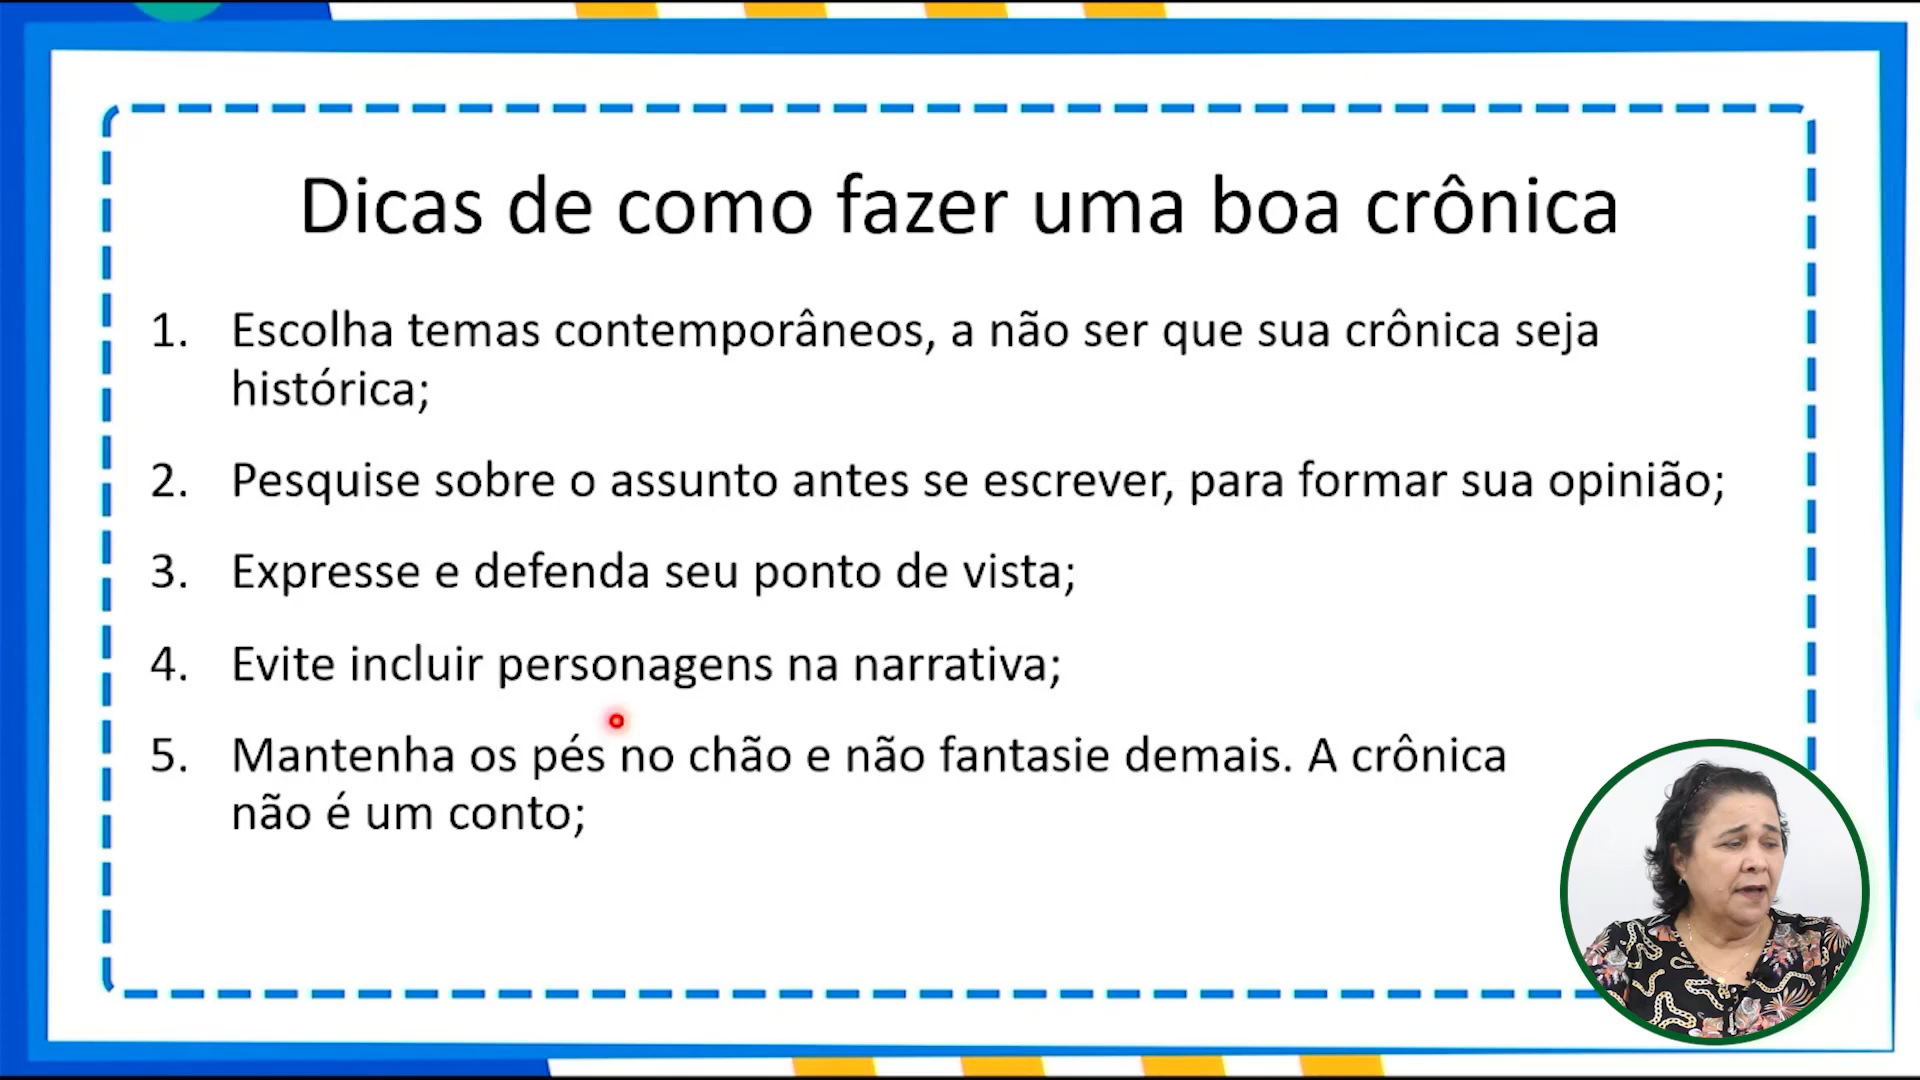 Dicas de como fazer uma boa crônica
1. Escolha temas contemporâneos, a não ser que sua crônica seja
histórica;
2. Pesquise sobre o assunto antes se escrever, para formar sua opinião;
3. Expresse e defenda seu ponto de vista;
4. Evite incluir personagens na narrativa;
5. Mantenha os pés no chão e não fantasie demais. A crônica
não é um conto;